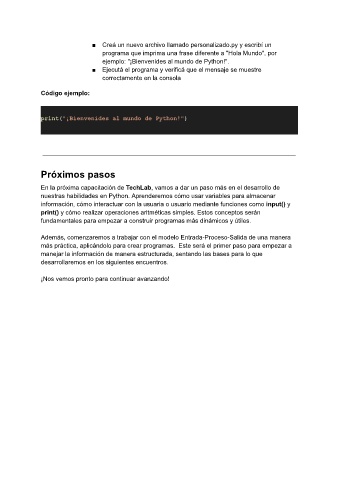 ■ Creá un nuevo archivo llamado personalizado.py y escribí un
programa que imprima una frase diferente a "Hola Mundo", por
ejemplo: "¡Bienvenides al mundo de Python!".
■ Ejecutá el programa y verificá que el mensaje se muestre
correctamente en la consola
Código ejemplo:
print("¡Bienvenides al mundo de Python!")
Próximos pasos
En la próxima capacitación de TechLab, vamos a dar un paso más en el desarrollo de
nuestras habilidades en Python. Aprenderemos cómo usar variables para almacenar
información, cómo interactuar con la usuaria o usuario mediante funciones como input() y
print() y cómo realizar operaciones aritméticas simples. Estos conceptos serán
fundamentales para empezar a construir programas más dinámicos y útiles.
Además, comenzaremos a trabajar con el modelo Entrada-Proceso-Salida de una manera
más práctica, aplicándolo para crear programas. Este será el primer paso para empezar a
manejar la información de manera estructurada, sentando las bases para lo que
desarrollaremos en los siguientes encuentros.
¡Nos vemos pronto para continuar avanzando!